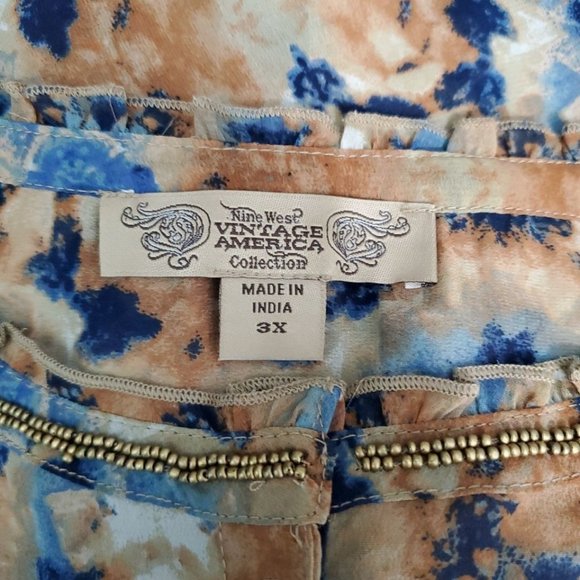 Nine West
VINTAGE
AMERICA
Collection
MADE IN
INDIA
3X